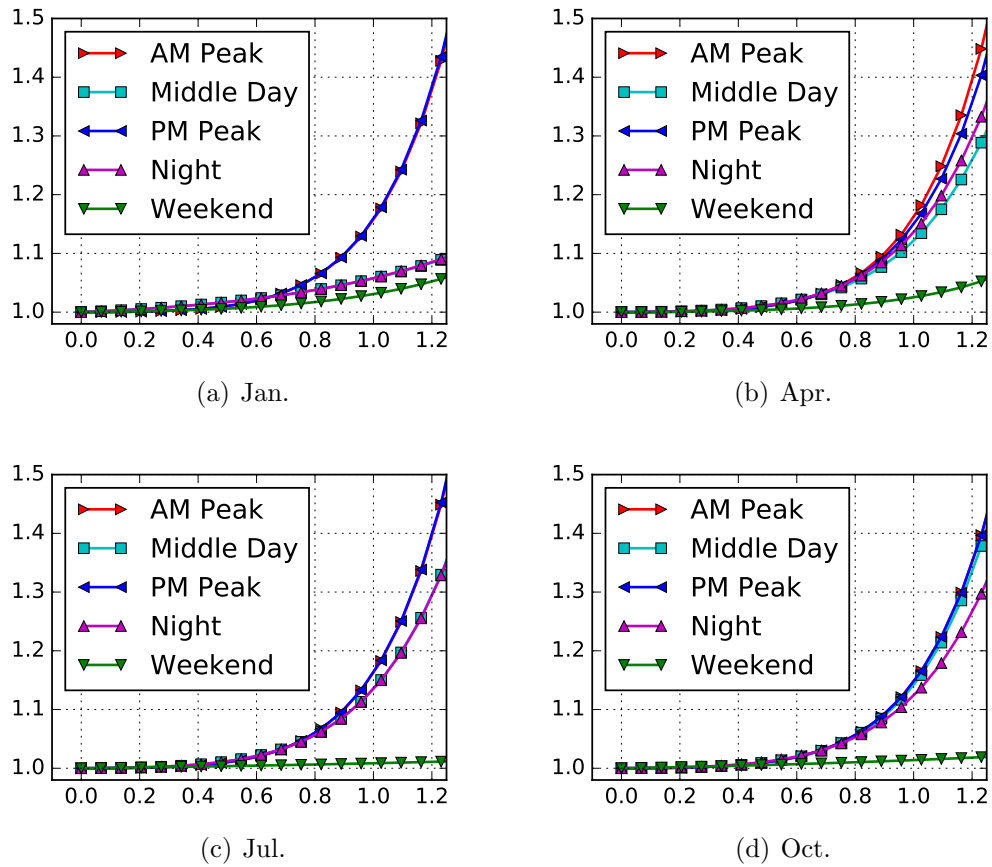 1.5
1.4
1.3
1.2
1.1
1.0
AM Peak
Middle Day
PM Peak
Night
Weekend
0.0 0.2 0.4 0.6 0.8 1.0 1.2
(a) Jan.
1.5
1.4
1.3
1.2
1.1
1.0
AM Peak
Middle Day
PM Peak
Night
Weekend
0.0 0.2 0.4 0.6 0.8 1.0 1.2
(b) Apr.
1.5
1.4
1.3
1.2
1.1
1.0
AM Peak
Middle Day
PM Peak
Night
Weekend
0.0 0.2 0.4 0.6 0.8 1.0 1.2
(c) Jul.
1.5
1.4
1.3
1.2
1.1
1.0
AM Peak
Middle Day
PM Peak
Night
Weekend
0.0 0.2 0.4 0.6 0.8 1.0 1.2
(d) Oct.